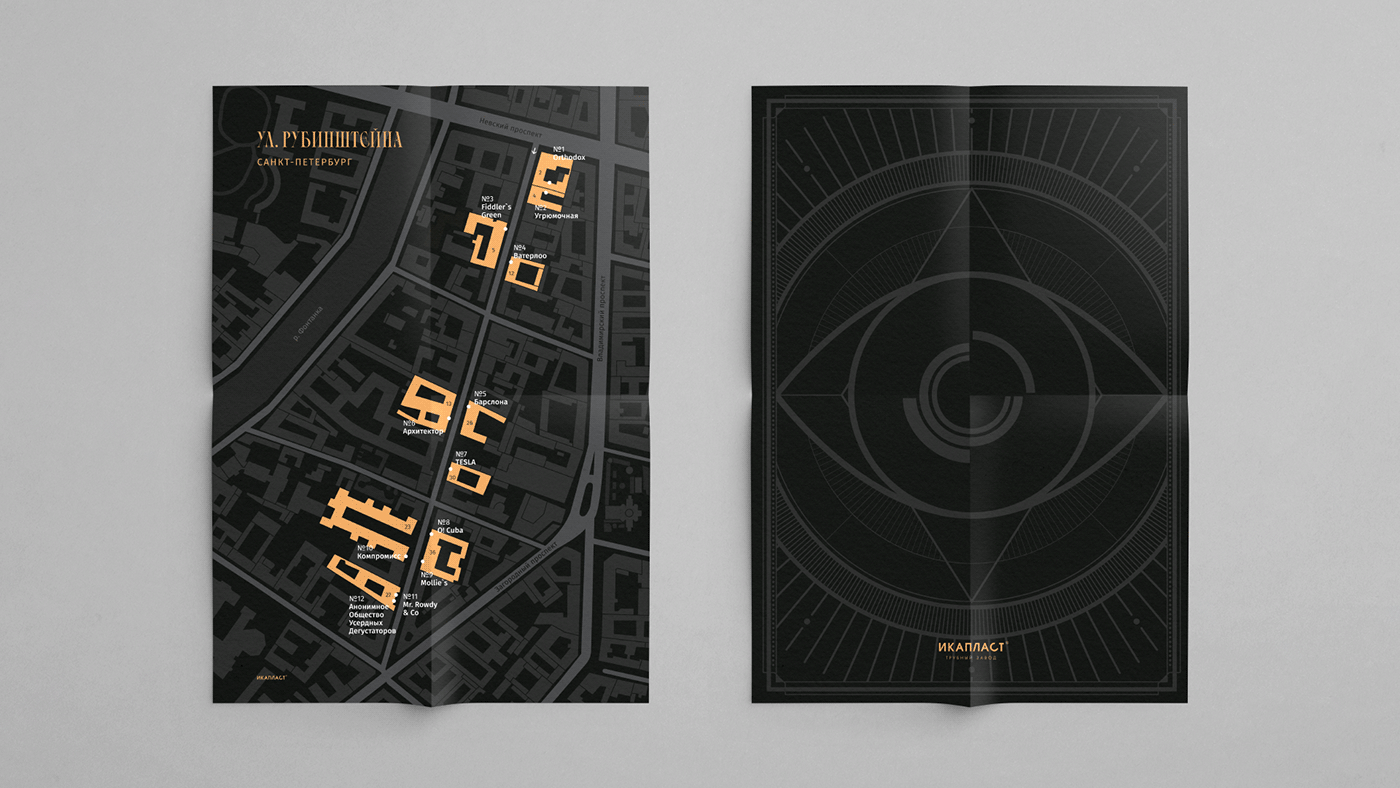 УЛ. РУБИНШТЕЙНА
САНКТ-ПЕТЕРБУРГ
Невский проспект
№1
Orthodox
3
№2
Угрюмочная
№3
Fiddler`s
Green
5
№4
Ватерлоо
12
Владимирский проспект
р. Фонтанка
№5
Барслона
26
13
№6
Архитектор
№7
TESLA
30
№8
O! Cuba
36
23
№10
Компромисс
№9
Mollie`s
Загородный проспект
27
№11
Mr. Rowdy
& Co
№12
Анонимное
Общество
Усердных
Дегустаторов
ИКАПЛАСТ
ИКАПЛАСТ
ТРУБНЫЙ ЗАВОД